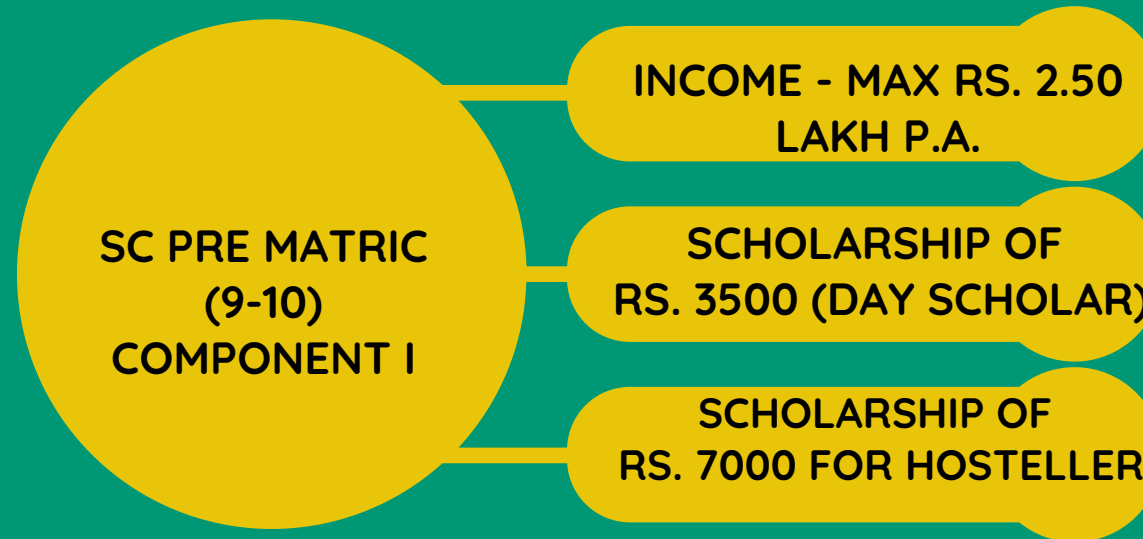 SC PRE MATRIC
(9-10)
COMPONENT I
INCOME - MAX RS. 2.50
LAKH P.A.
SCHOLARSHIP OF
RS. 3500 (DAY SCHOLAR)
SCHOLARSHIP OF
RS. 7000 FOR HOSTELLER